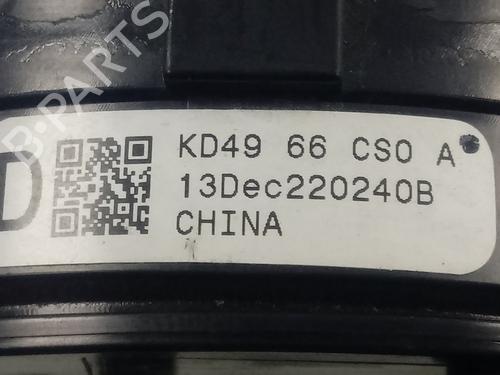 B-PARTS
D
KD49 66 CS0 A
13Dec220240B
CHINA